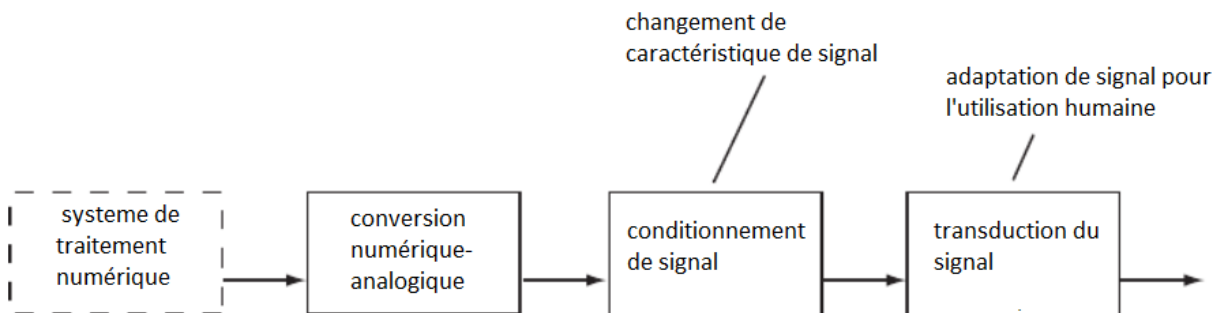 changement de
caractéristique de signal
adaptation de signal pour
l'utilisation humaine
systeme de
traitement
numérique
conversion
numérique-
analogique
conditionnement
de signal
transduction du
signal